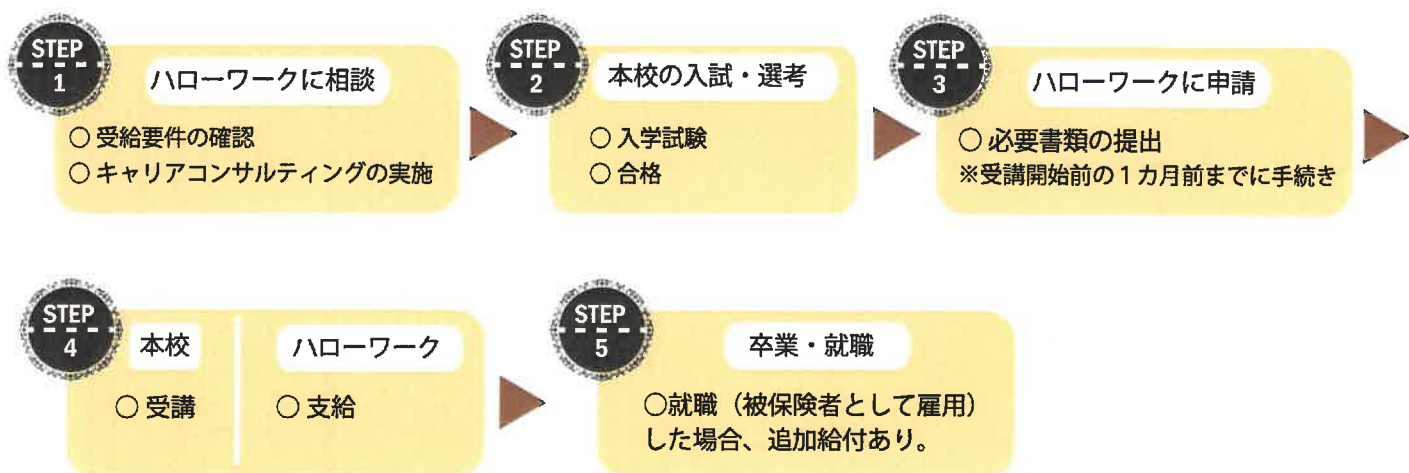 STEP
1
ハローワークに相談
○ 受給要件の確認
○ キャリアコンサルティングの実施
STEP
2
本校の入試・選考
○ 入学試験
○ 合格
STEP
3
ハローワークに申請
○ 必要書類の提出
※受講開始前の1カ月前までに手続き
STEP
4
本校
○ 受講
ハローワーク
○ 支給
STEP
5
卒業・就職
○就職（被保険者として雇用）
した場合、追加給付あり。